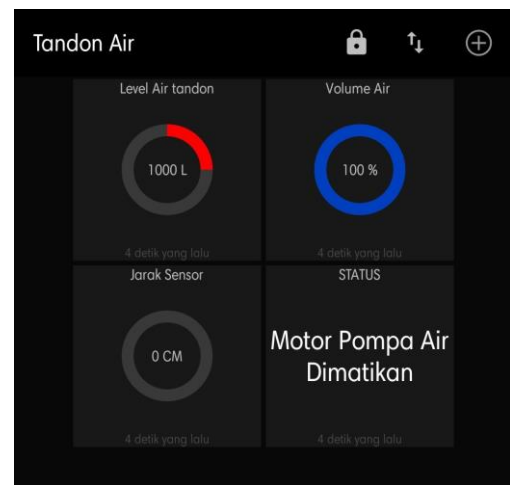 Tandon Air
Level Air tandon
1000 L
4 detik yang lalu
Volume Air
100 %
4 detik yang lalu
Jarak Sensor
0 CM
4 detik yang lalu
STATUS
Motor Pompa Air
Dimatikan
4 detik yang lalu